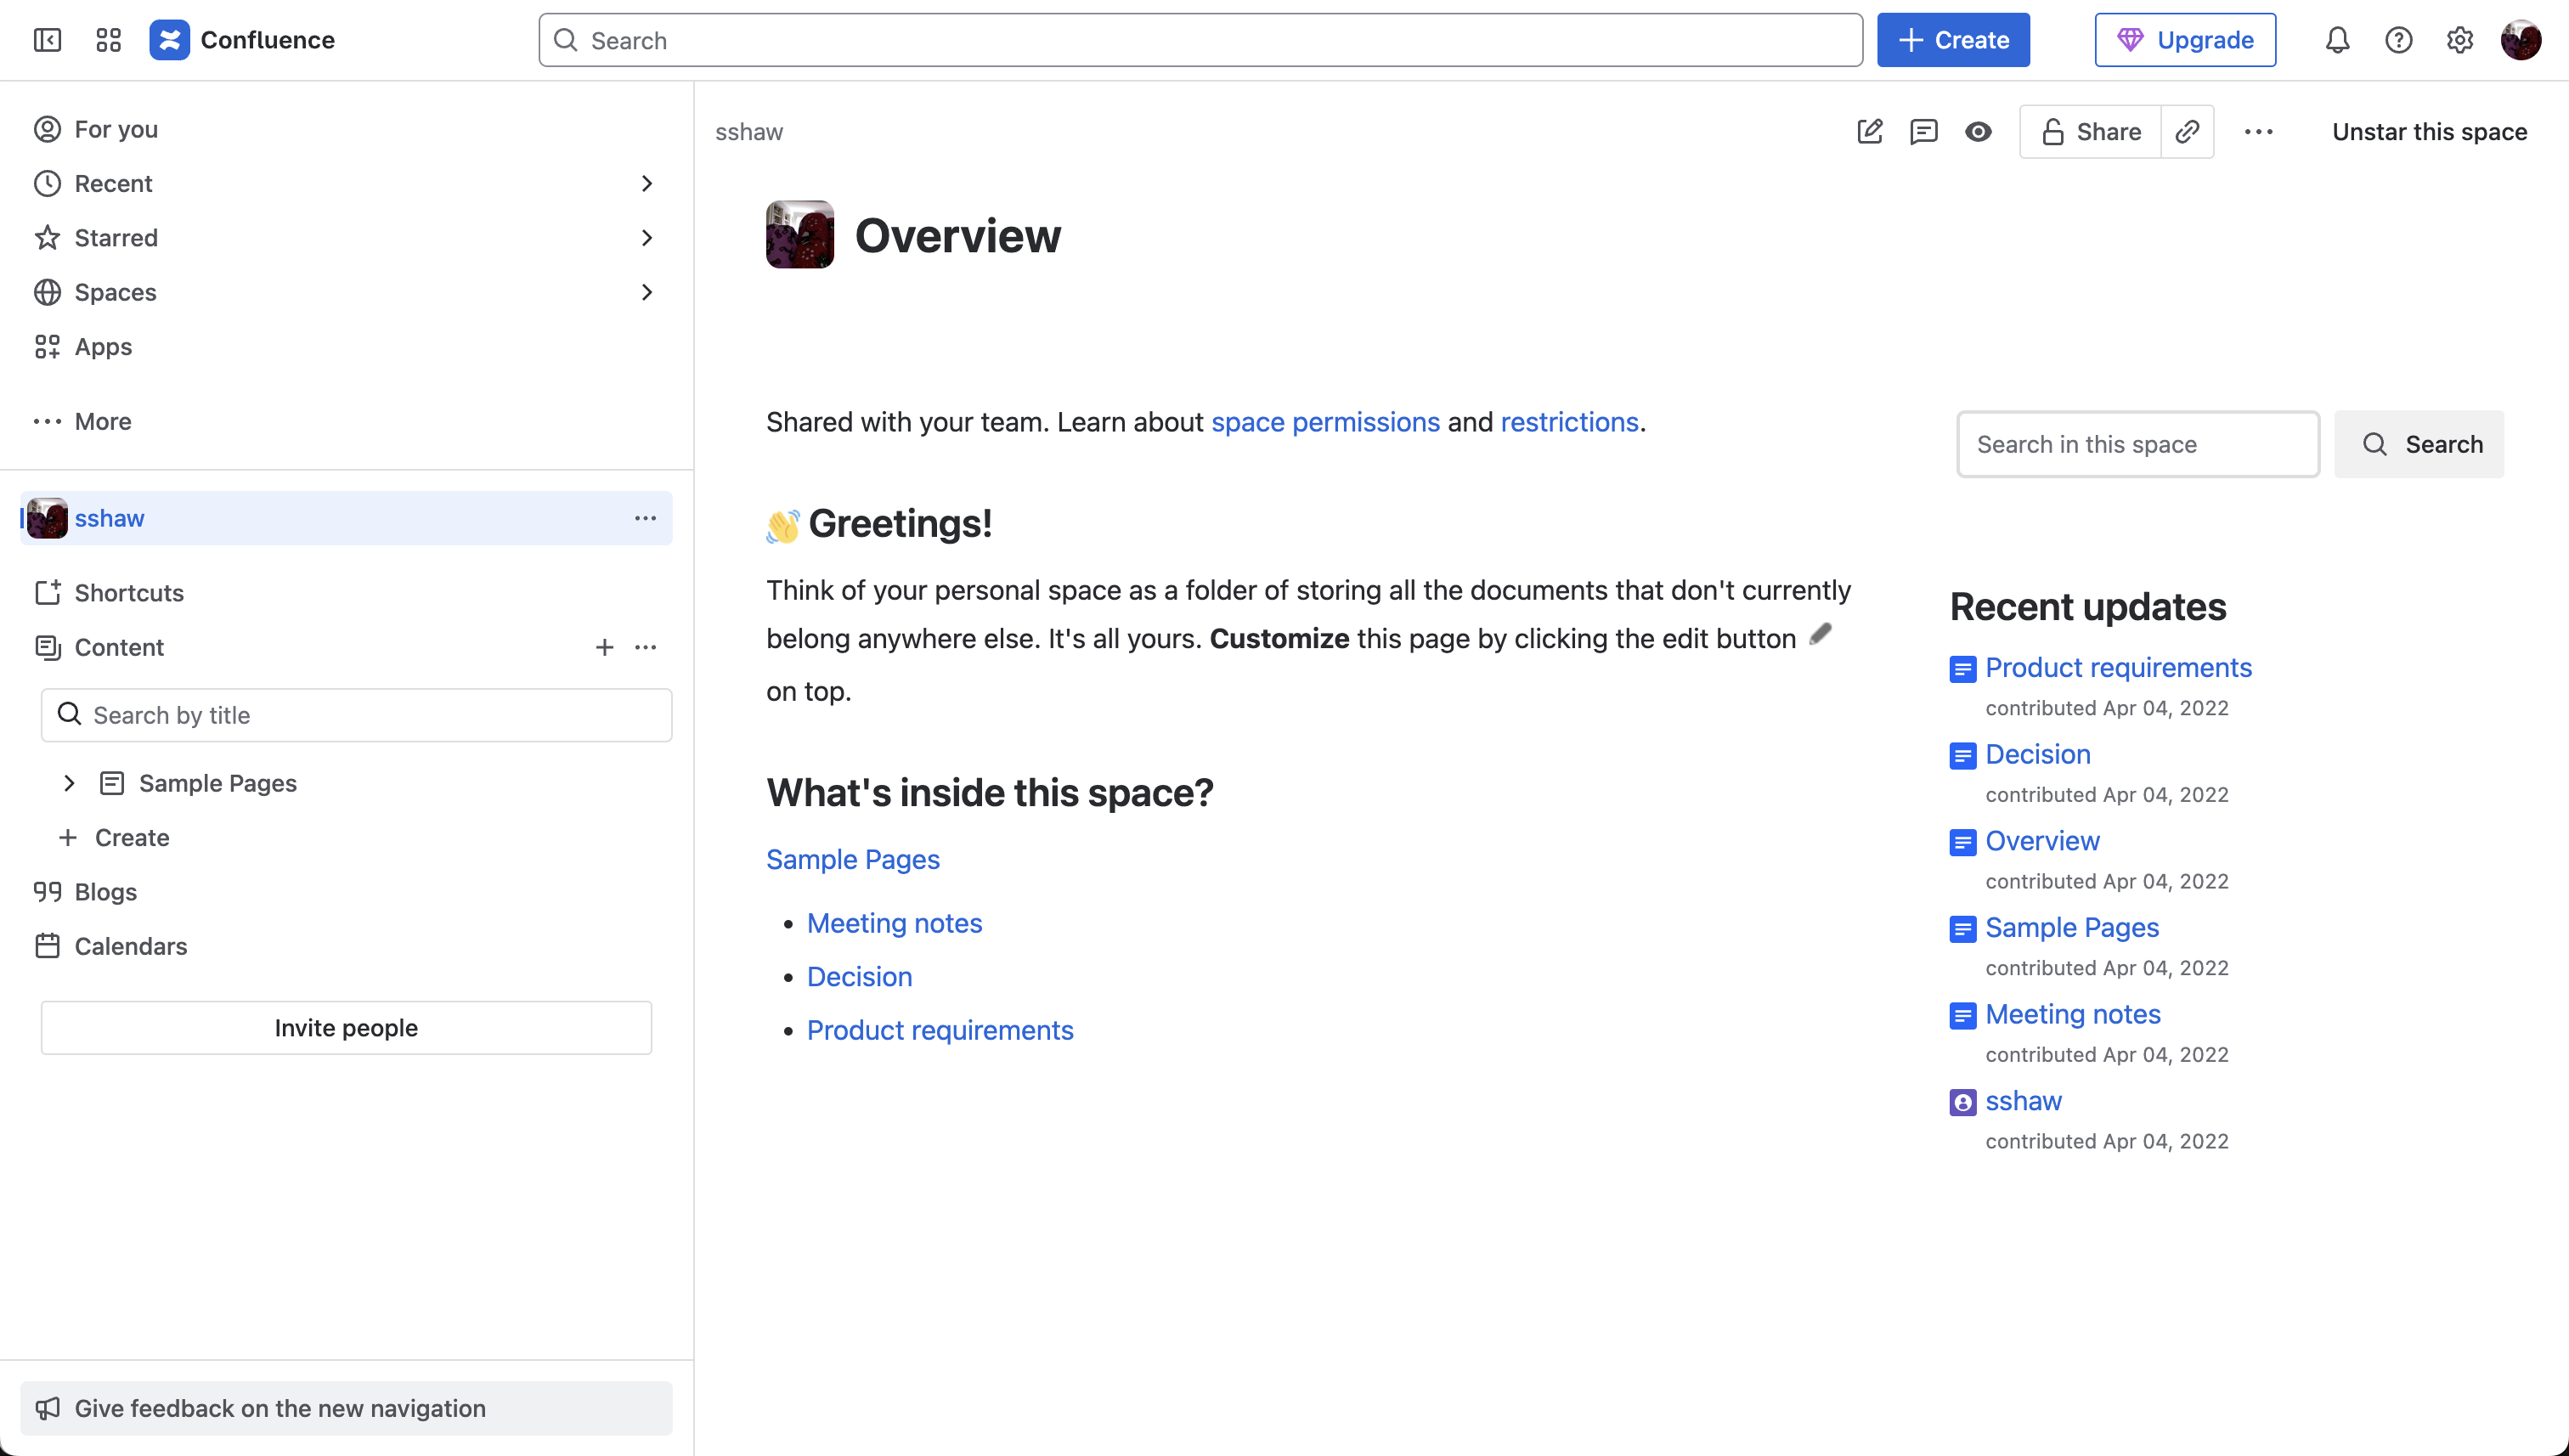 Confluence
Search
Create
Upgrade
For you
Recent
Starred
Spaces
Apps
More
sshaw
Shortcuts
Content
Search by title
Sample Pages
Create
Blogs
Calendars
Invite people
Give feedback on the new navigation
sshaw
Share
Unstar this space
Overview
Shared with your team. Learn about space permissions and restrictions.
Greetings!
Think of your personal space as a folder of storing all the documents that don't currently
belong anywhere else. It's all yours. Customize this page by clicking the edit button
on top.
What's inside this space?
Sample Pages
Meeting notes
Decision
Product requirements
Search in this space
Search
Recent updates
Product requirements
contributed Apr 04, 2022
Decision
contributed Apr 04, 2022
Overview
contributed Apr 04, 2022
Sample Pages
contributed Apr 04, 2022
Meeting notes
contributed Apr 04, 2022
sshaw
contributed Apr 04, 2022